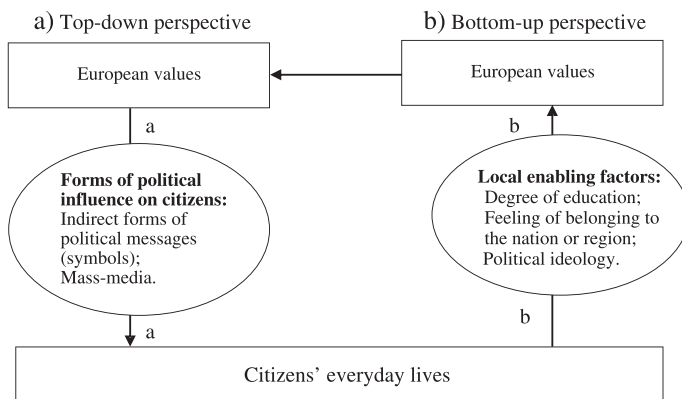 a) Top-down perspective
b) Bottom-up perspective
European values
European values
a
b
Forms of political
influence on citizens:
Indirect forms of
political messages
(symbols);
Mass-media.
Local enabling factors:
Degree of education;
Feeling of belonging to
the nation or region;
Political ideology.
a
b
Citizens’ everyday lives